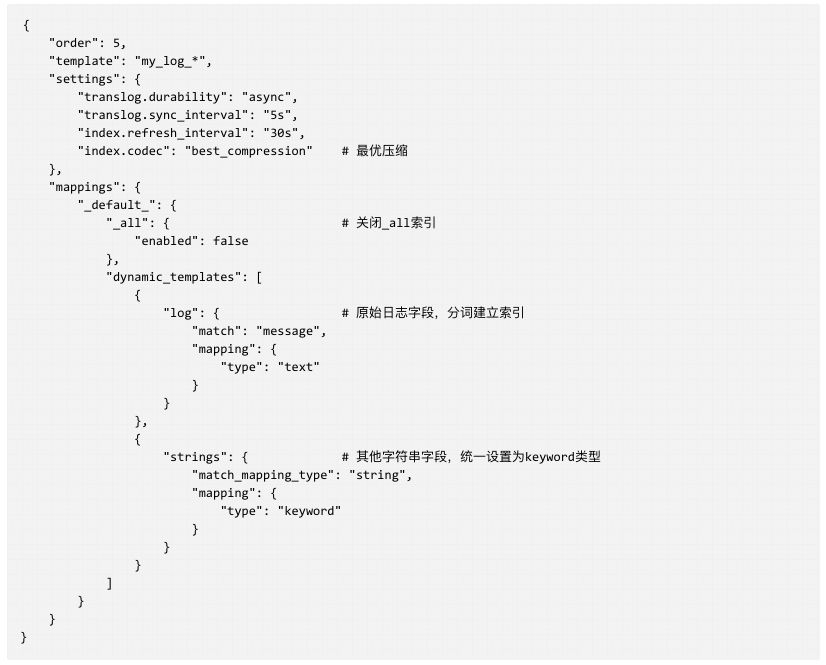 {
    "order": 5,
    "template": "my_log_*",
    "settings": {
        "translog.durability": "async",
        "translog.sync_interval": "5s",
        "index.refresh_interval": "30s",
        "index.codec": "best_compression"    # 最优压缩
    },
    "mappings": {
        "_default_": {
            "_all": {                        # 关闭_all索引
                "enabled": false
            },
            "dynamic_templates": [
                {
                    "log": {                 # 原始日志字段，分词建立索引
                        "match": "message",
                        "mapping": {
                            "type": "text"
                        }
                    }
                },
                {
                    "strings": {             # 其他字符串字段，统一设置为keyword类型
                        "match_mapping_type": "string",
                        "mapping": {
                            "type": "keyword"
                        }
                    }
                }
            ]
        }
    }
}